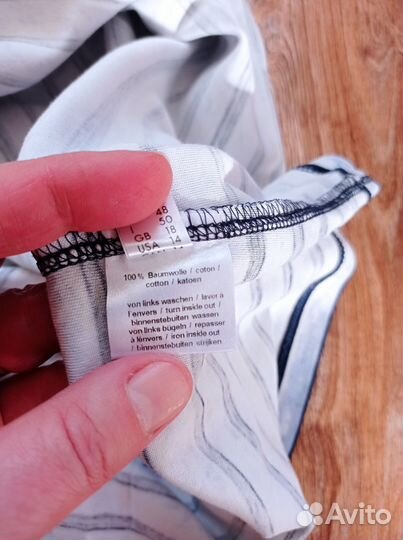 48
I 50
GB 18
USA 14
100 % Baumwolle / coton /
cotton / katoen
von links waschen / laver à
l'envers / turn inside out /
binnenstebuiten wassen
von links bügeln / repasser
à l'envers / iron inside out /
binnenstebuiten strijken
Avito